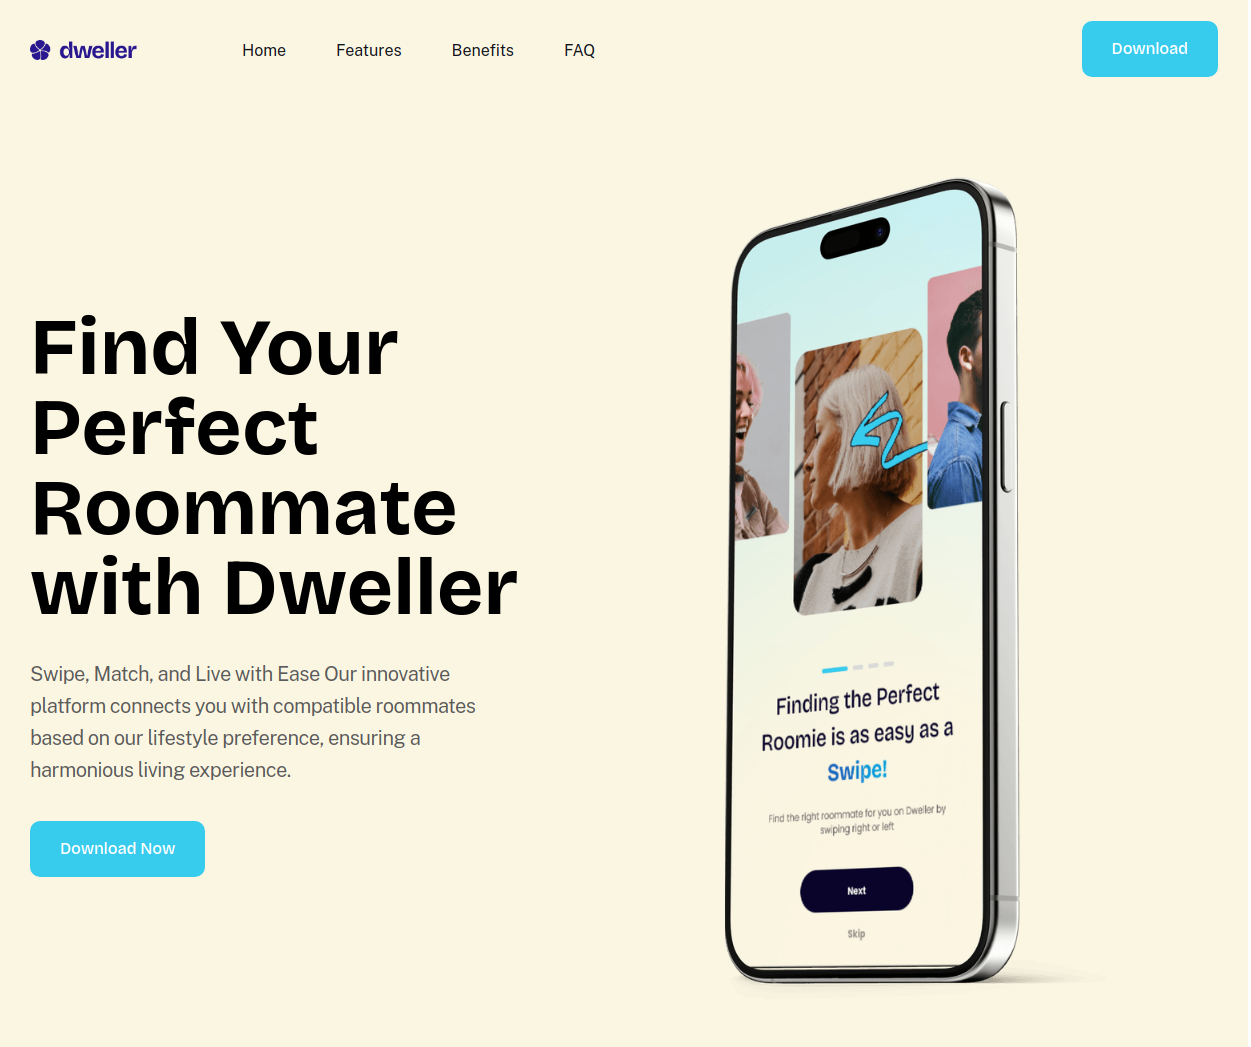 dweller
Home
Features
Benefits
FAQ
Download
Find Your
Perfect
Roommate
with Dweller
Swipe, Match, and Live with Ease Our innovative
platform connects you with compatible roommates
based on our lifestyle preference, ensuring a
harmonious living experience.
Download Now
Finding the Perfect
Roomie is as easy as a
Swipe!
Find the right roommate for you on Dweller by
swiping right or left
Next
Skip